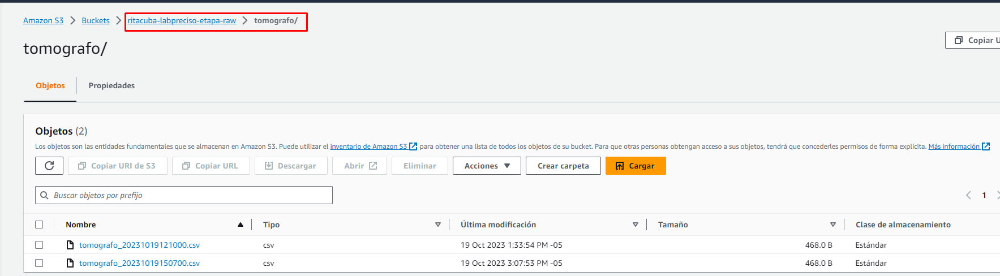 Amazon S3 > Buckets > ritacuba-labpreciso-etapa-raw > tomografo/
tomografo/
Copiar U
Objetos Propiedades
Objetos (2)
Los objetos son las entidades fundamentales que se almacenan en Amazon S3. Puede utilizar el inventario de Amazon S3 para obtener una lista de todos los objetos de su bucket. Para que otras personas obtengan acceso a sus objetos, tendrá que concederles permisos de forma explícita. Más información
Copiar URI de S3 Copiar URL Descargar Abrir Eliminar Acciones Crear carpeta Cargar
Buscar objetos por prefijo
1
Nombre Tipo Última modificación Tamaño Clase de almacenamiento
tomografo_20231019121000.csv csv 19 Oct 2023 1:33:54 PM -05 468.0 B Estándar
tomografo_20231019150700.csv csv 19 Oct 2023 3:07:53 PM -05 468.0 B Estándar